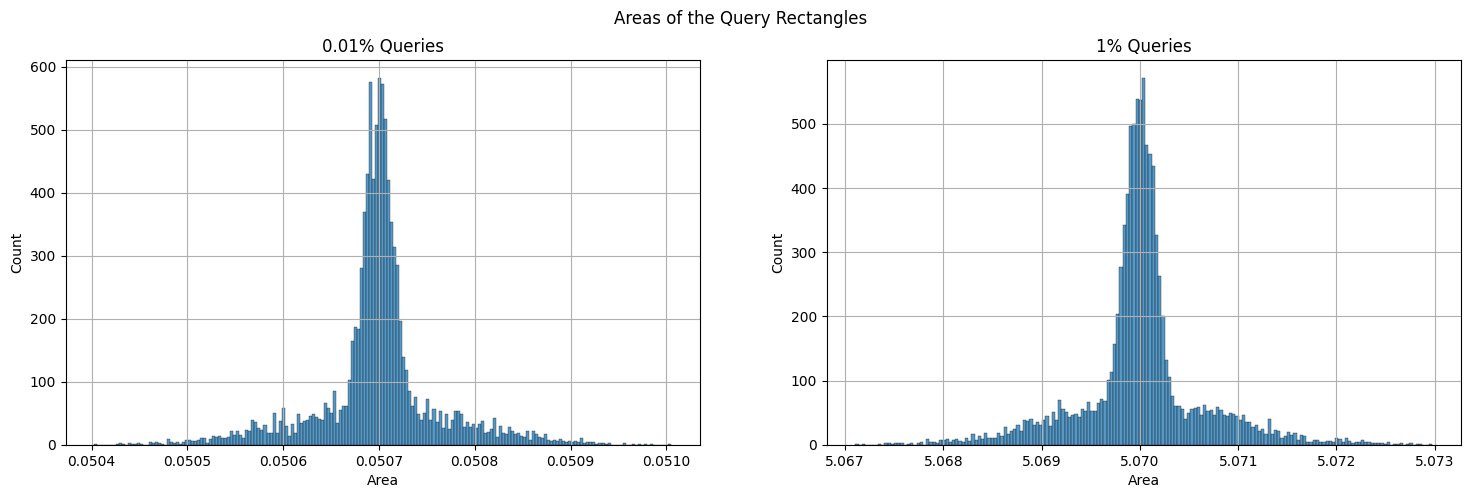 Areas of the Query Rectangles
0.01% Queries
600
500
400
300
200
100
0
Count
0.0504 0.0505 0.0506 0.0507 0.0508 0.0509 0.0510
Area
1% Queries
500
400
300
200
100
0
Count
5.067 5.068 5.069 5.070 5.071 5.072 5.073
Area